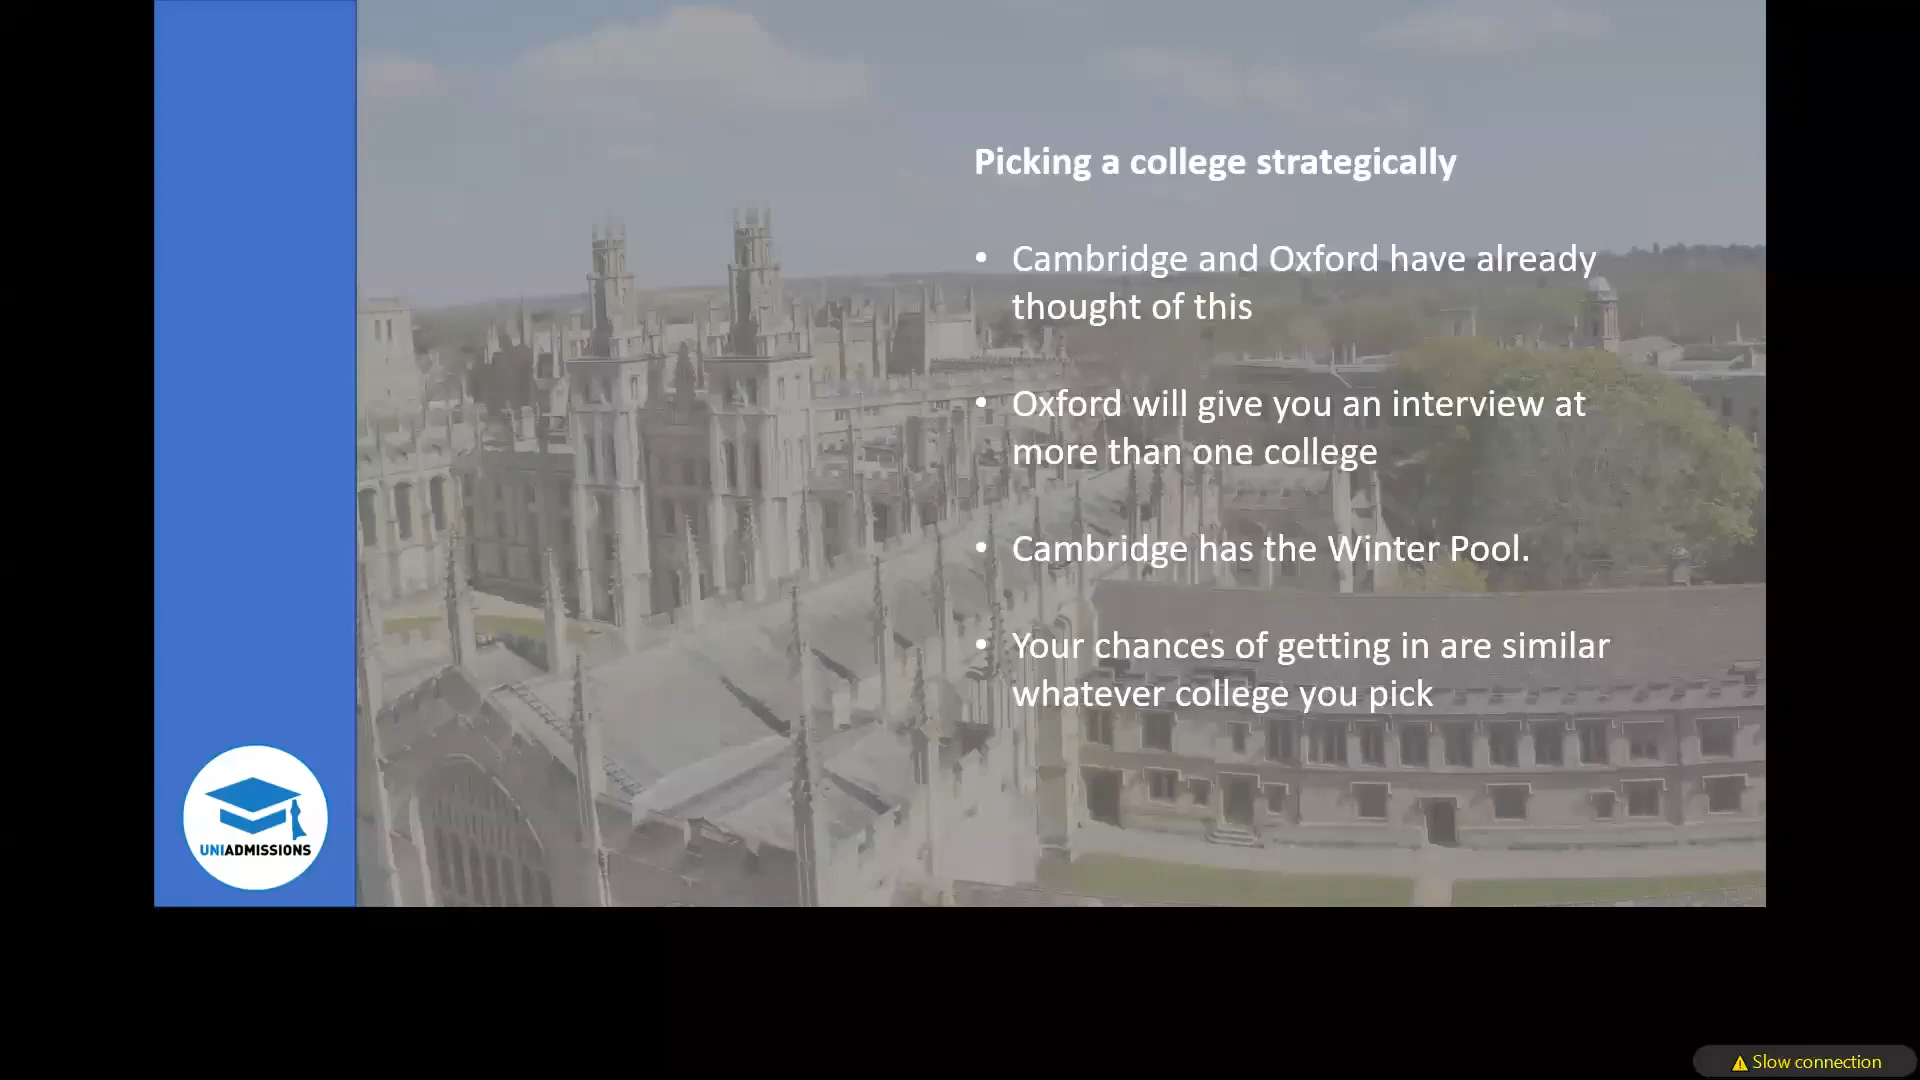 Picking a college strategically
• Cambridge and Oxford have already
thought of this
• Oxford will give you an interview at
more than one college
• Cambridge has the Winter Pool.
• Your chances of getting in are similar
whatever college you pick
UNIADMISSIONS
Slow connection